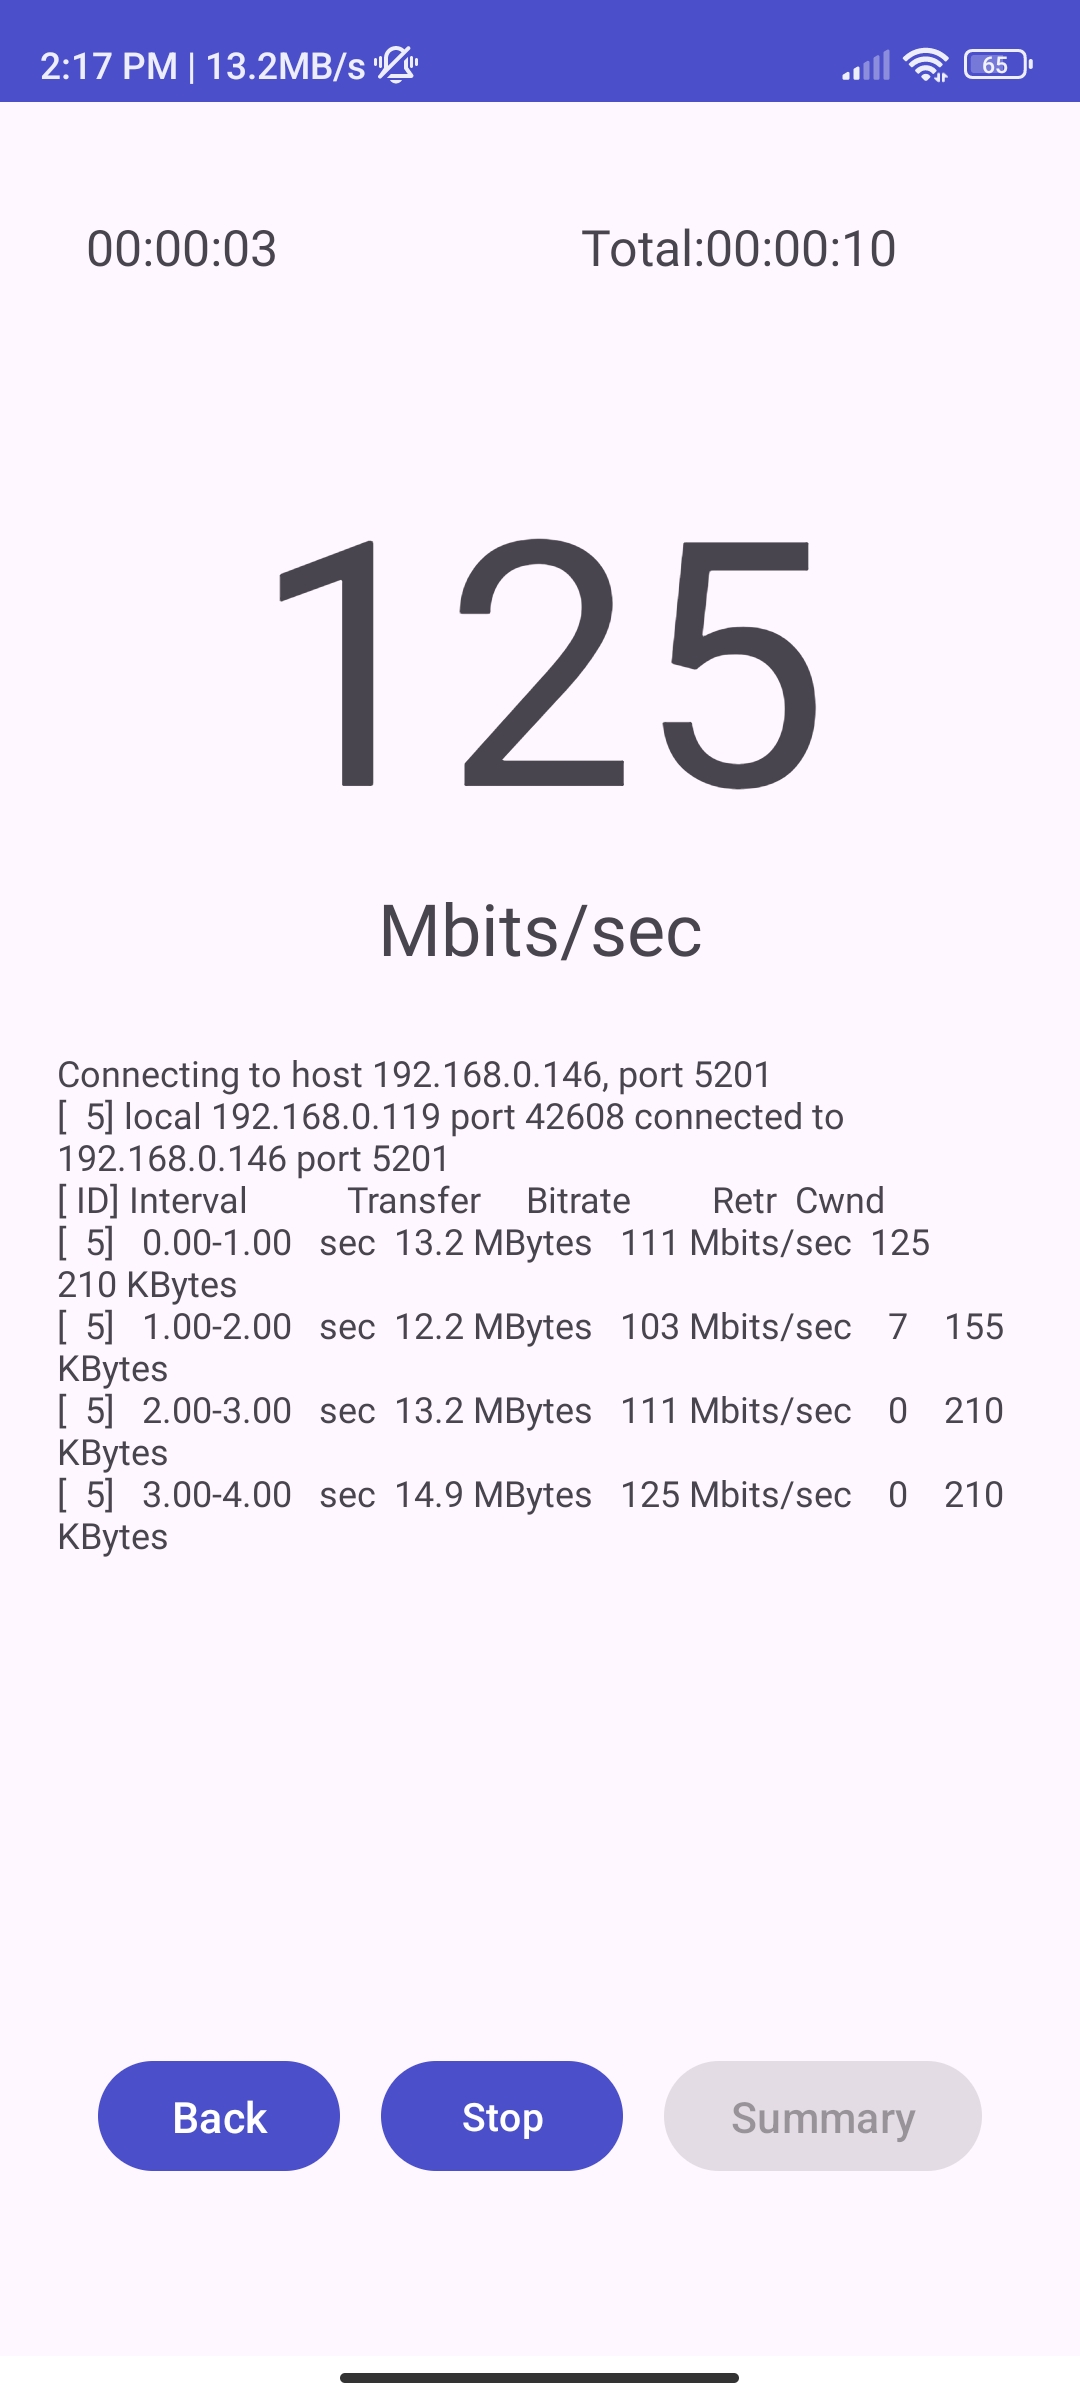 2:17 PM | 13.2MB/s
65
00:00:03 Total:00:00:10
125
Mbits/sec
Connecting to host 192.168.0.146, port 5201
[  5] local 192.168.0.119 port 42608 connected to
192.168.0.146 port 5201
[ ID] Interval           Transfer     Bitrate         Retr  Cwnd
[  5]   0.00-1.00   sec  13.2 MBytes   111 Mbits/sec  125
210 KBytes
[  5]   1.00-2.00   sec  12.2 MBytes   103 Mbits/sec    7    155
KBytes
[  5]   2.00-3.00   sec  13.2 MBytes   111 Mbits/sec    0    210
KBytes
[  5]   3.00-4.00   sec  14.9 MBytes   125 Mbits/sec    0    210
KBytes
Back Stop Summary